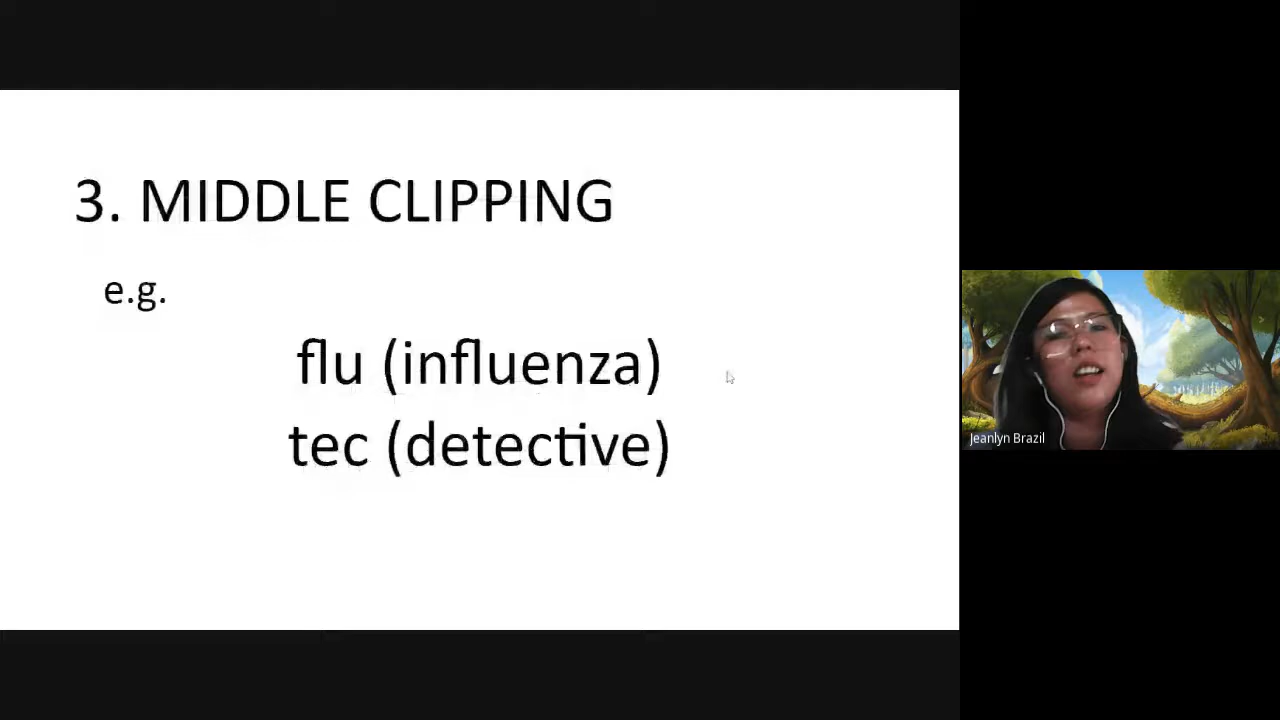 3. MIDDLE CLIPPING
e.g.
flu (influenza)
tec (detective)
Jeanlyn Brazil